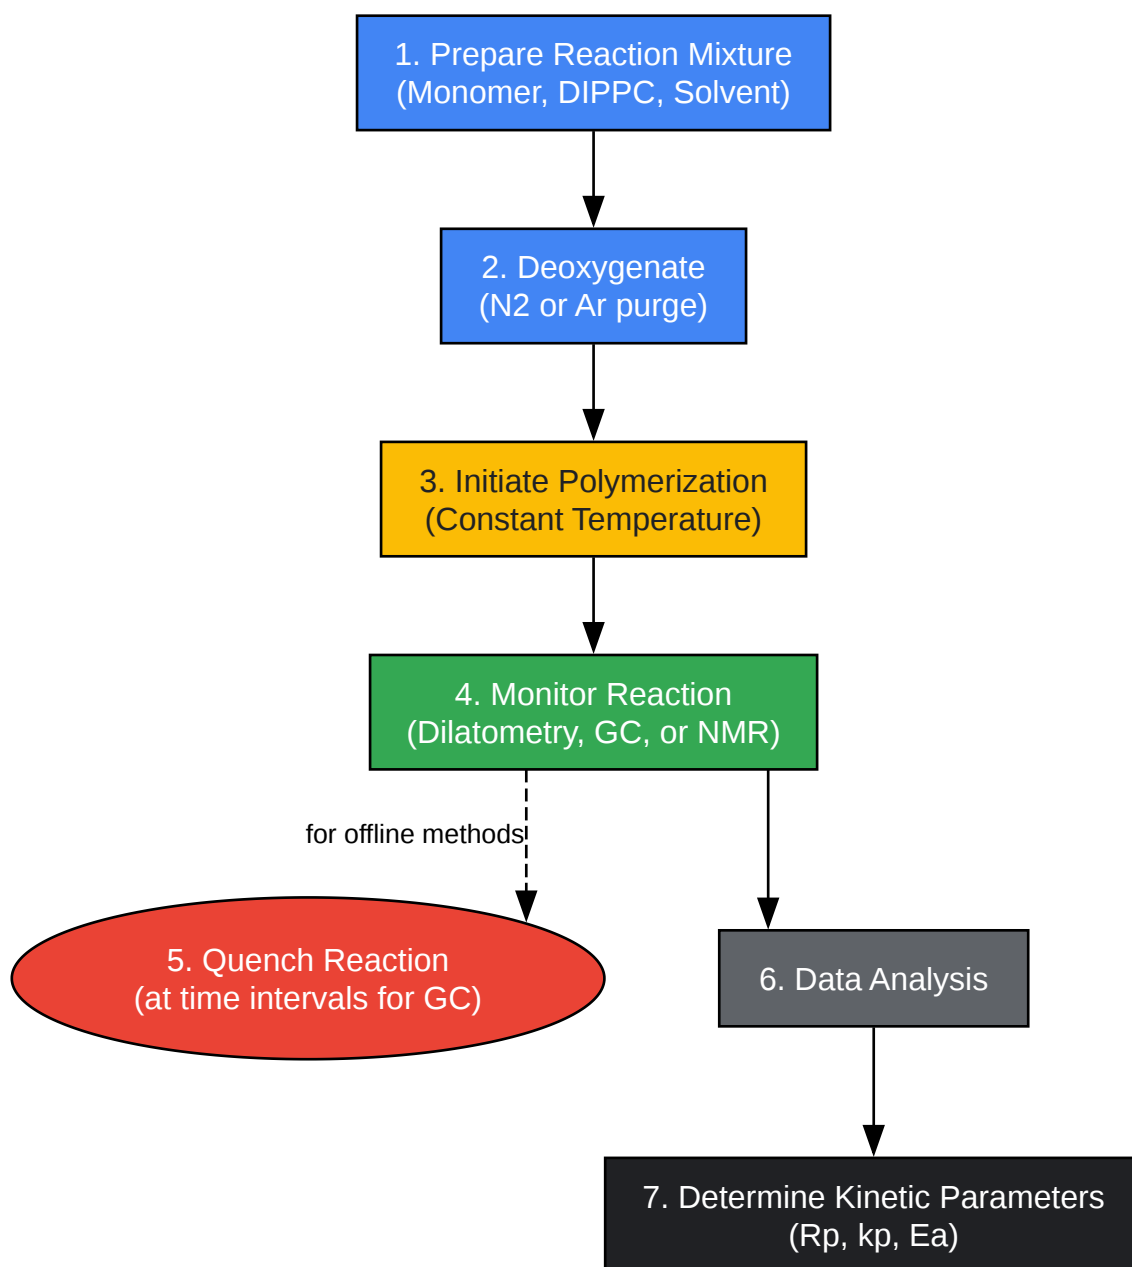 1. Prepare Reaction Mixture
(Monomer, DIPPC, Solvent)
2. Deoxygenate
(N2 or Ar purge)
3. Initiate Polymerization
(Constant Temperature)
4. Monitor Reaction
(Dilatometry, GC, or NMR)
for offline methods
5. Quench Reaction
(at time intervals for GC)
6. Data Analysis
7. Determine Kinetic Parameters
(Rp, kp, Ea)